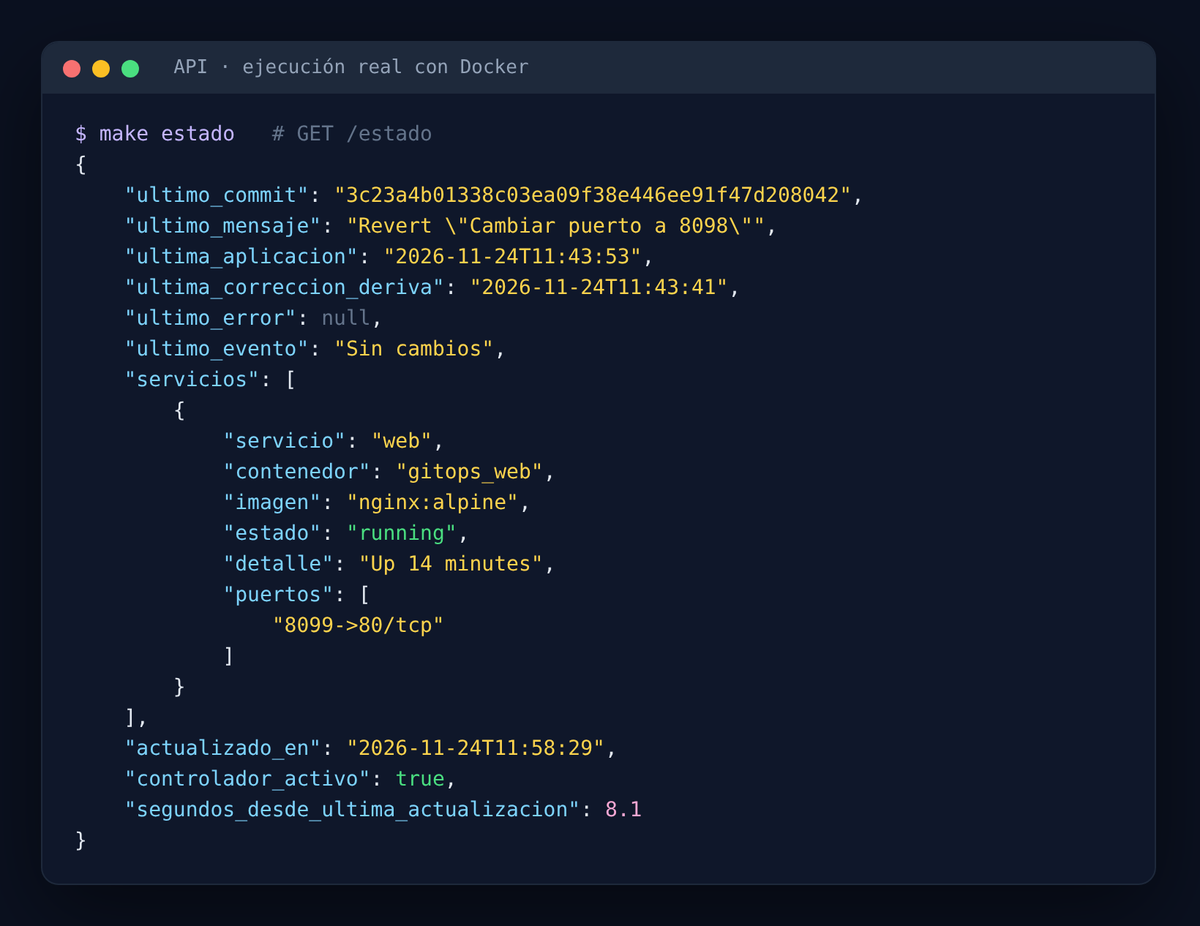 API · ejecución real con Docker
$ make estado   # GET /estado
{
    "ultimo_commit": "3c23a4b01338c03ea09f38e446ee91f47d208042",
    "ultimo_mensaje": "Revert \"Cambiar puerto a 8098\"",
    "ultima_aplicacion": "2026-11-24T11:43:53",
    "ultima_correccion_deriva": "2026-11-24T11:43:41",
    "ultimo_error": null,
    "ultimo_evento": "Sin cambios",
    "servicios": [
        {
            "servicio": "web",
            "contenedor": "gitops_web",
            "imagen": "nginx:alpine",
            "estado": "running",
            "detalle": "Up 14 minutes",
            "puertos": [
                "8099->80/tcp"
            ]
        }
    ],
    "actualizado_en": "2026-11-24T11:58:29",
    "controlador_activo": true,
    "segundos_desde_ultima_actualizacion": 8.1
}